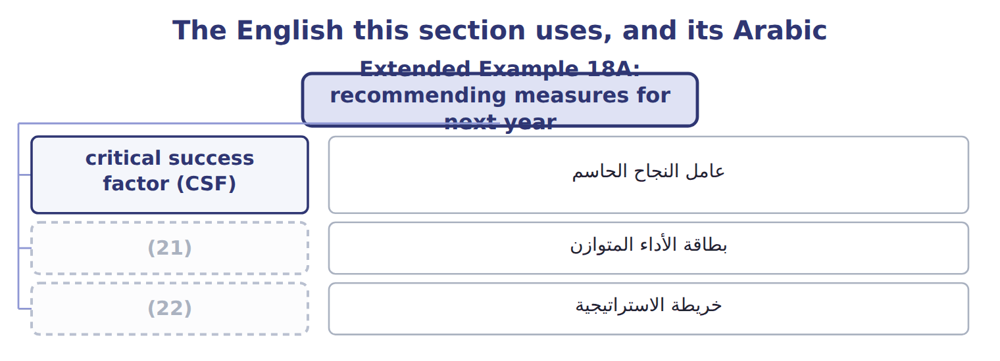 The English this section uses, and its Arabic
Extended Example 18A:
recommending measures for
next year
critical success
factor (CSF)
عامل النجاح الحاسم
(21)
بطاقة الأداء المتوازن
(22)
خريطة الاستراتيجية